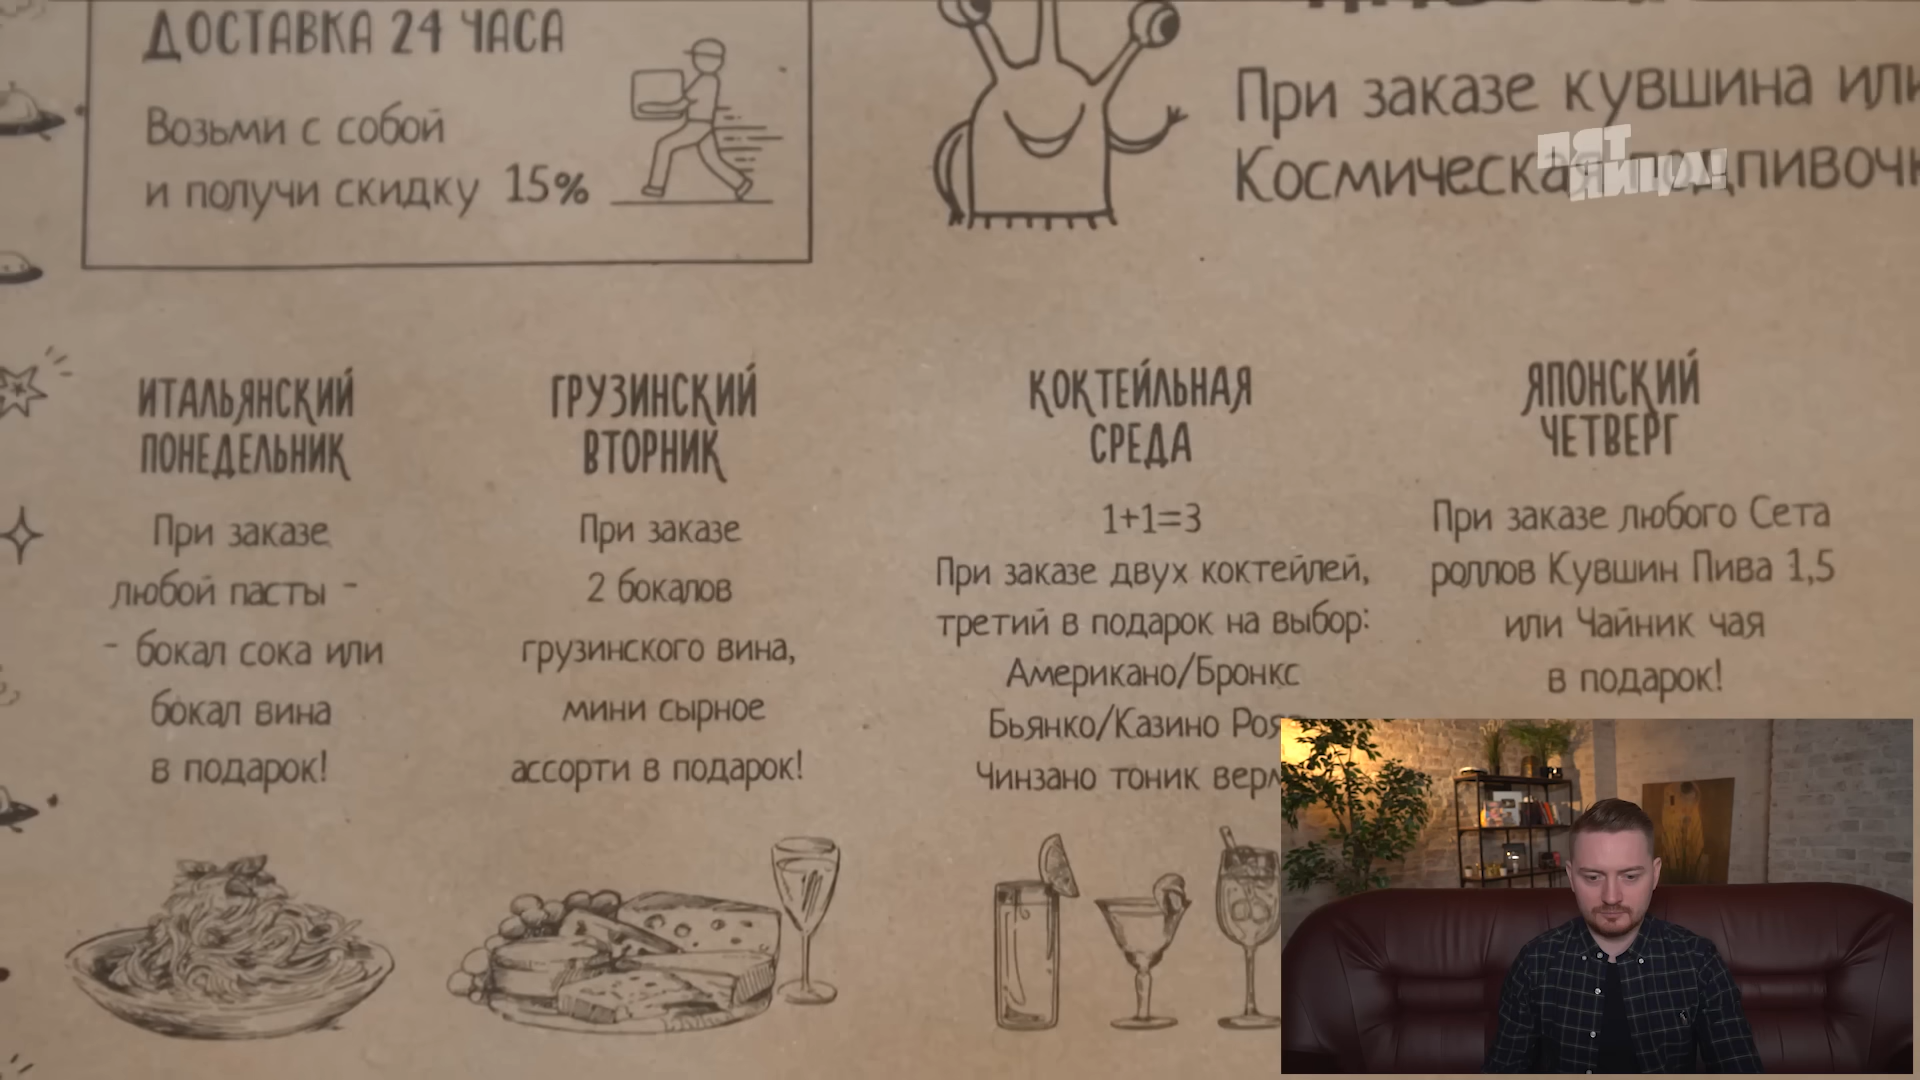 ДОСТАВКА 24 ЧАСА
Возьми с собой
и получи скидку 15%
При заказе кувшина или
Космическая
ПЯТНИЦА!
ИТАЛЬЯНСКИЙ
ПОНЕДЕЛЬНИК
При заказе
любой пасты -
- бокал сока или
бокал вина
в подарок!
ГРУЗИНСКИЙ
ВТОРНИК
При заказе
2 бокалов
грузинского вина,
мини сырное
ассорти в подарок!
КОКТЕЙЛЬНАЯ
СРЕДА
1+1=3
При заказе двух коктейлей,
третий в подарок на выбор:
Американо/Бронкс
Бьянко/Казино
Чинзано тоник
ЯПОНСКИЙ
ЧЕТВЕРГ
При заказе любого Сета
роллов Кувшин Пива 1,5
или Чайник чая
в подарок!